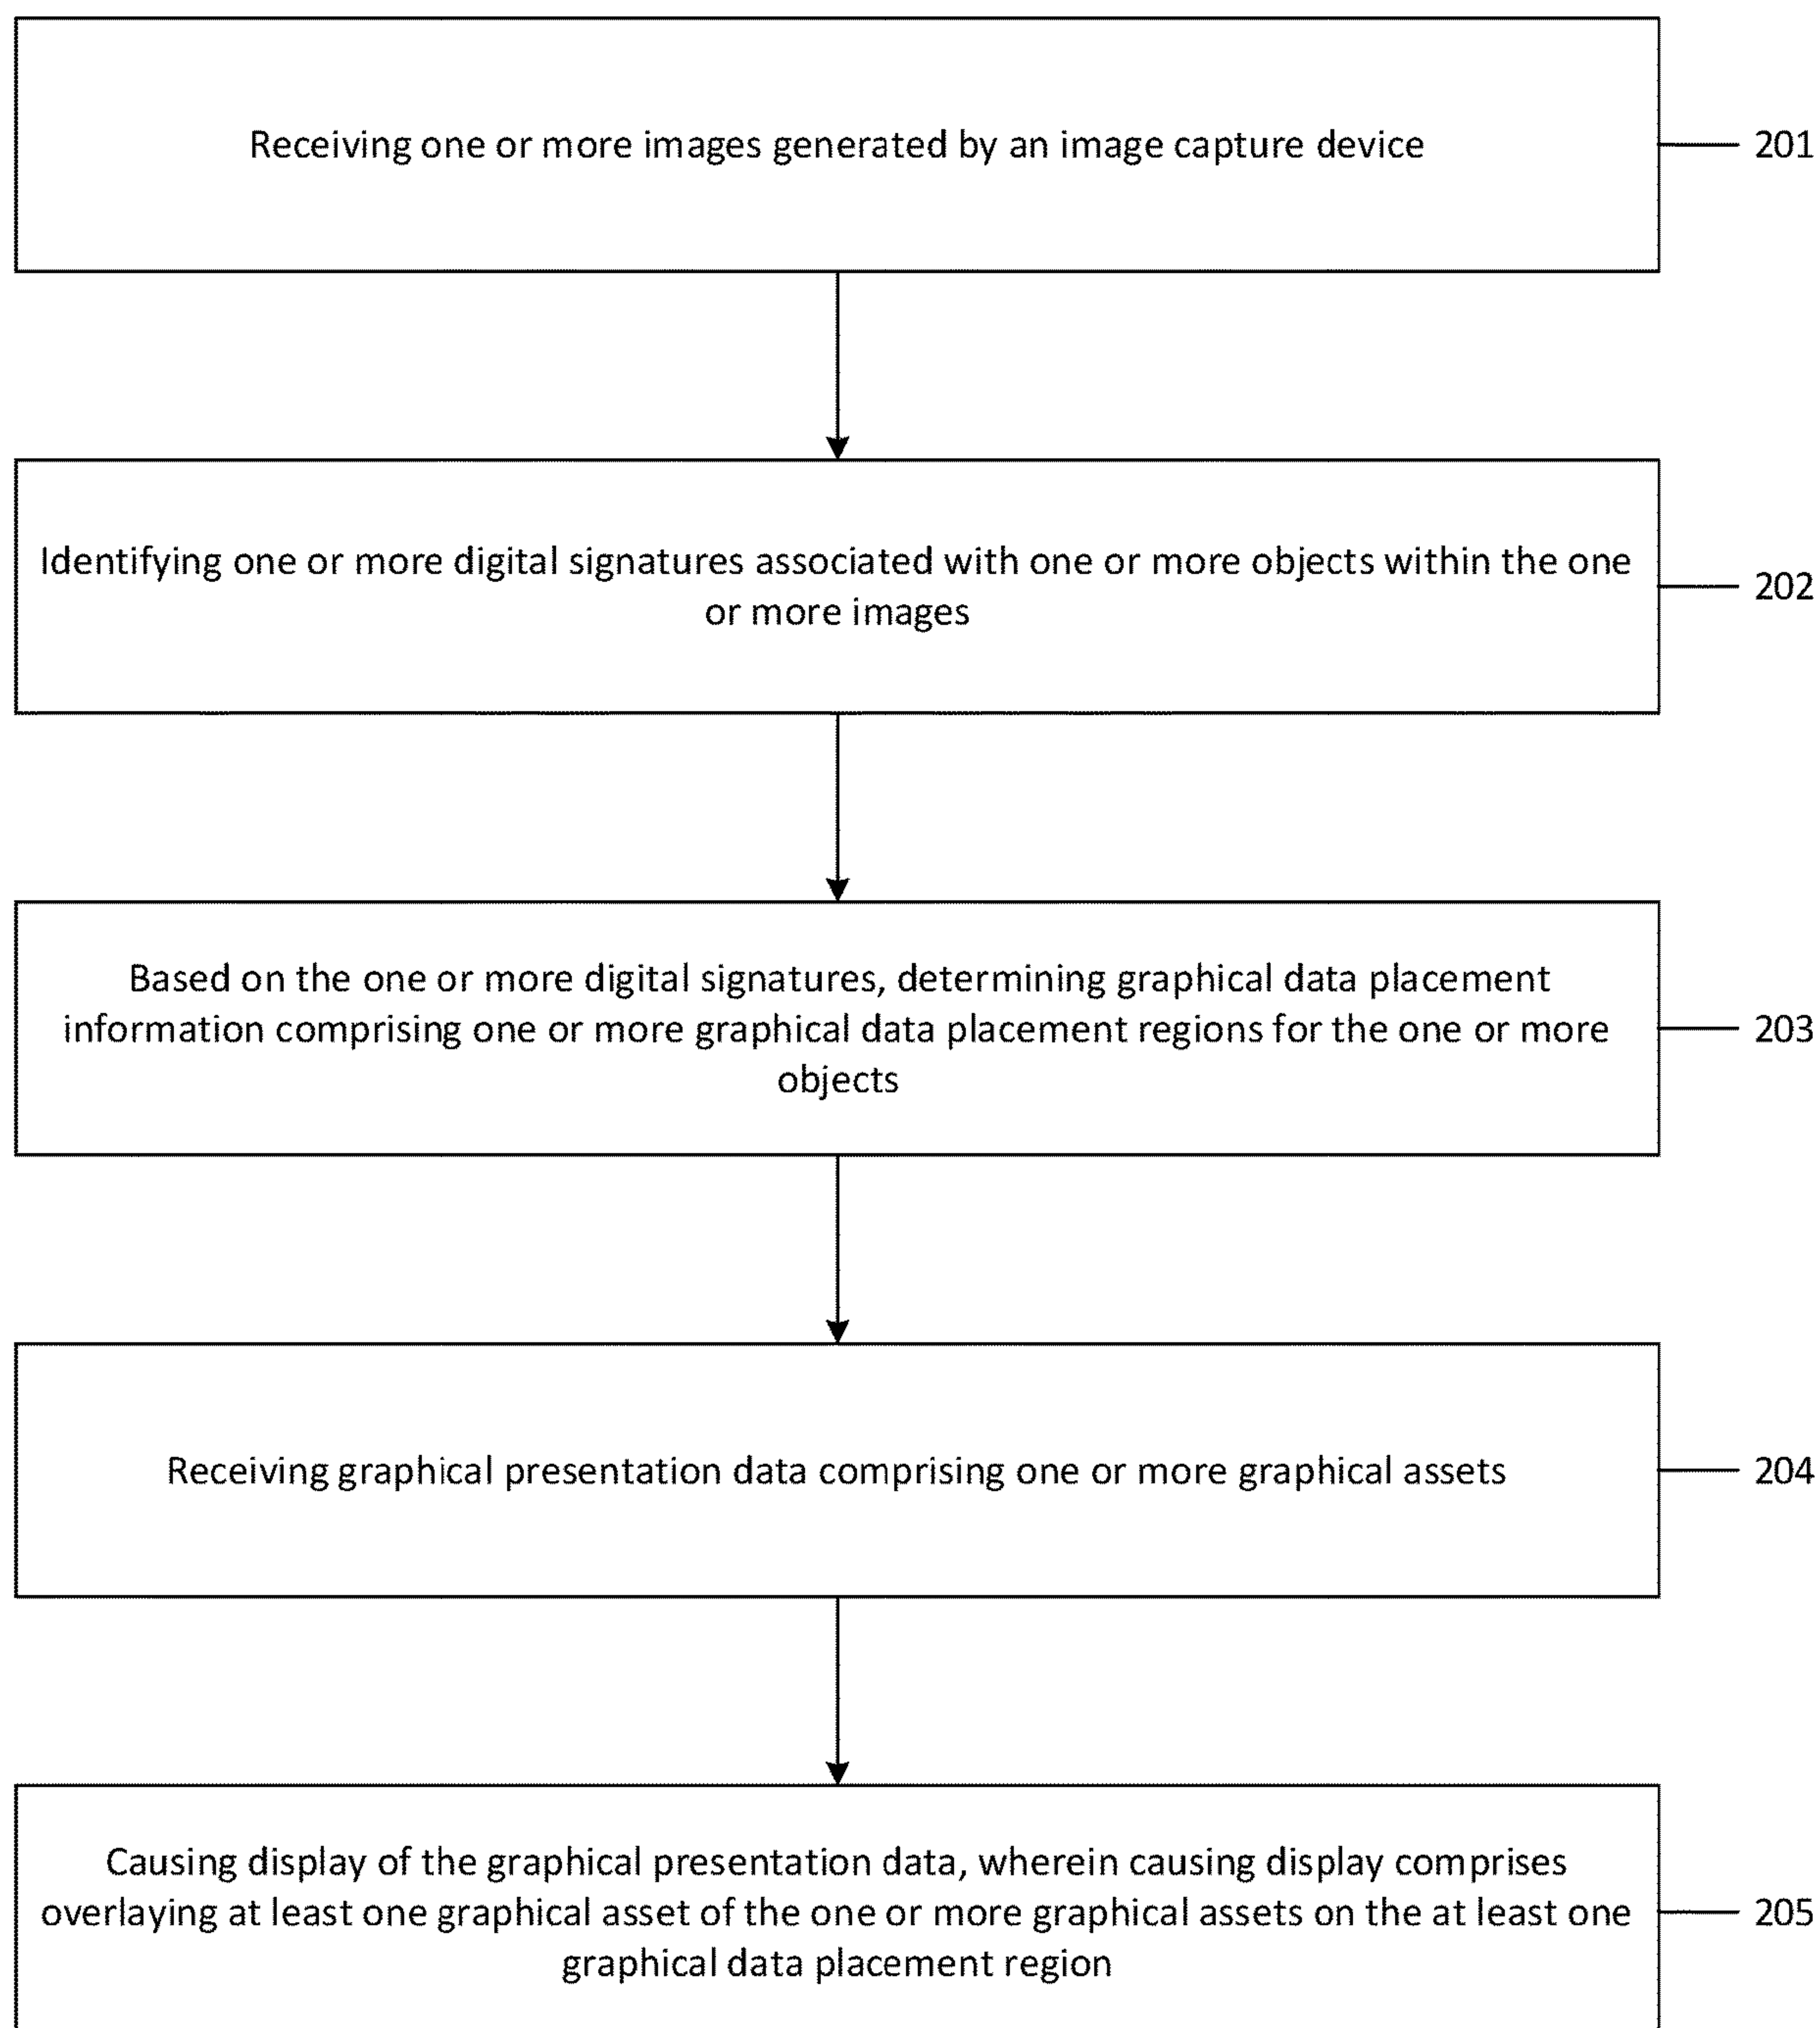 Receiving one or more images generated by an image capture device
201
Identifying one or more digital signatures associated with one or more objects within the one
or more images
202
Based on the one or more digital signatures, determining graphical data placement
information comprising one or more graphical data placement regions for the one or more
objects
203
Receiving graphical presentation data comprising one or more graphical assets
204
Causing display of the graphical presentation data, wherein causing display comprises
overlaying at least one graphical asset of the one or more graphical assets on the at least one
graphical data placement region
205